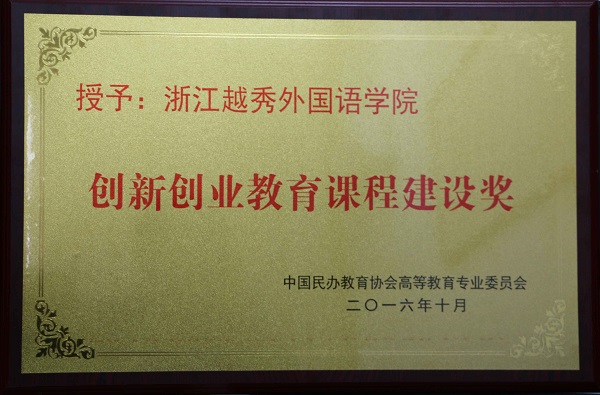 授予：浙江越秀外国语学院
创新创业教育课程建设奖
中国民办教育协会高等教育专业委员会
二〇一六年十月